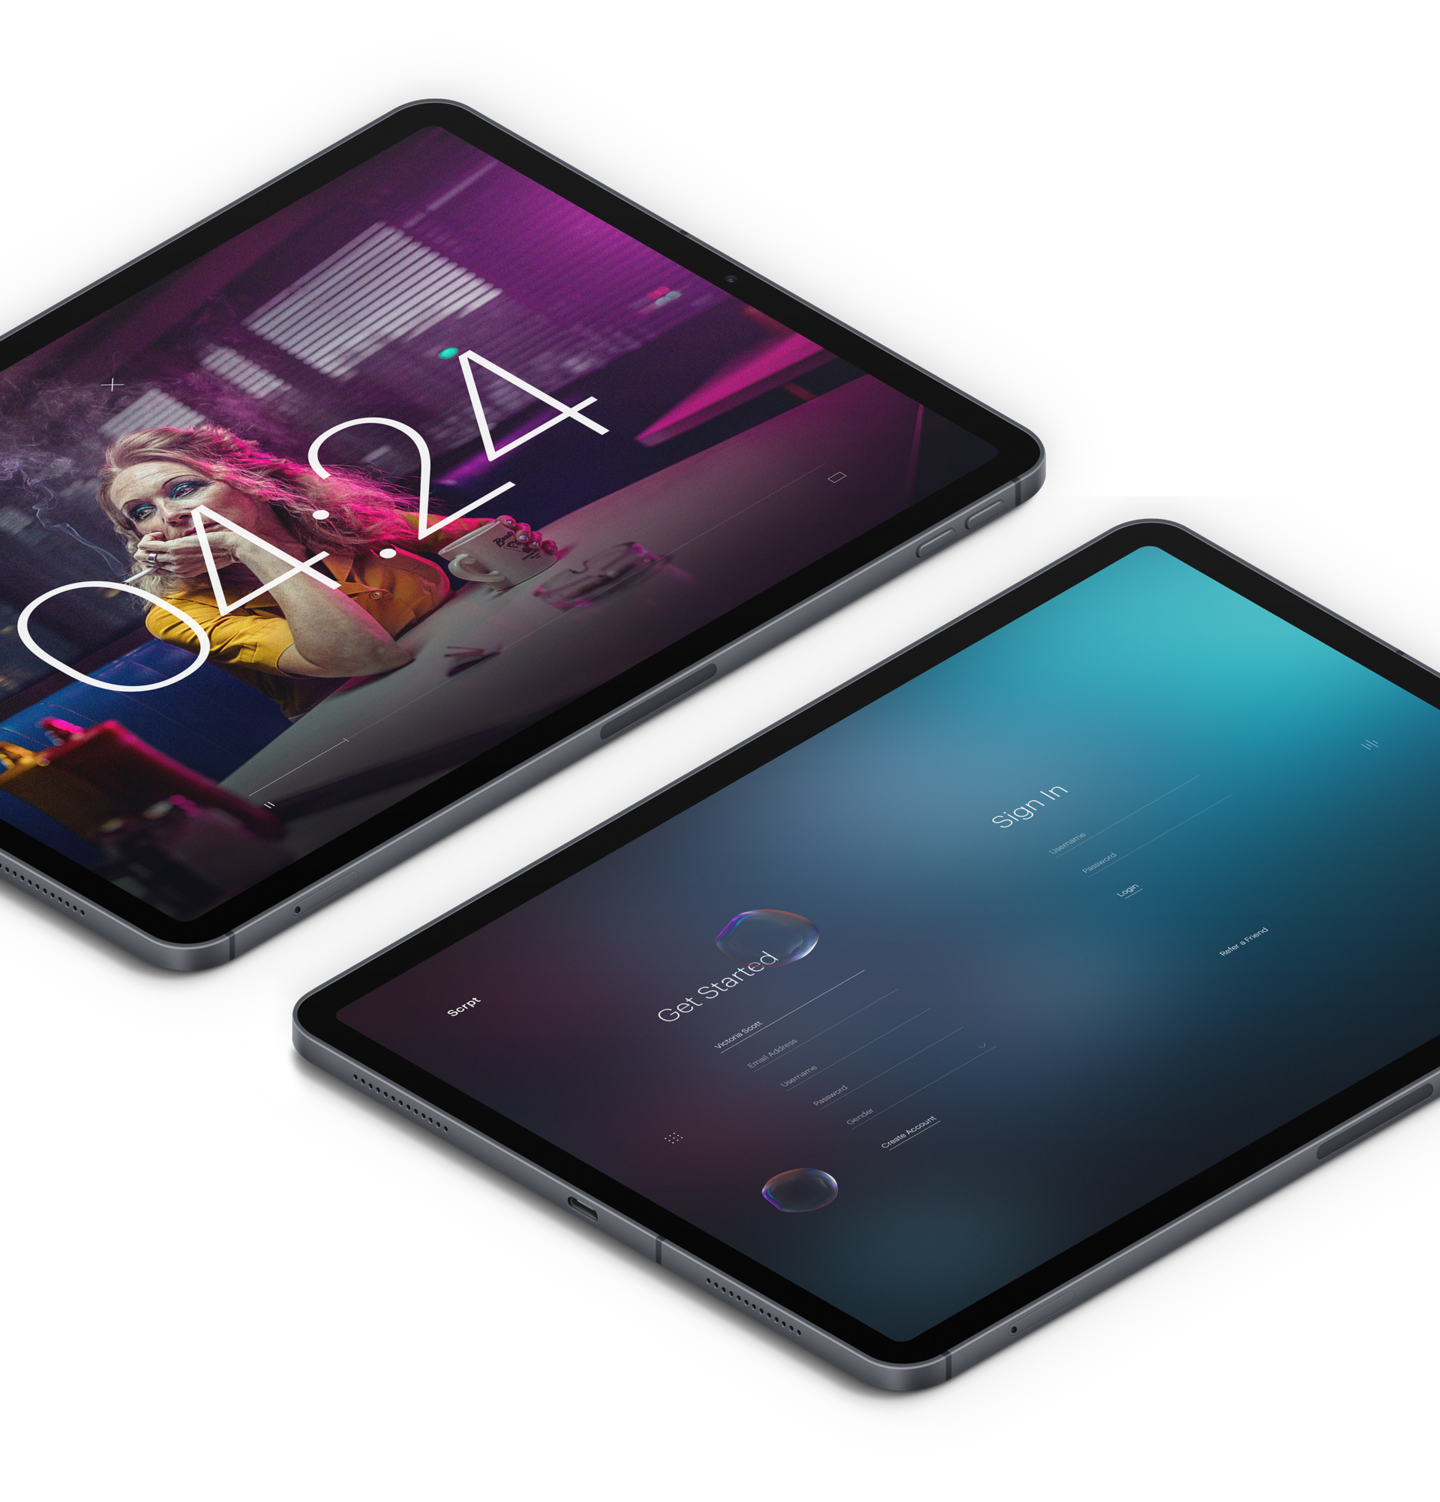 04:24
Scrpt
Get Started
Victoria Scott
Email Address
Username
Password
Gender
Create Account
Sign In
Username
Password
Login
Refer a Friend